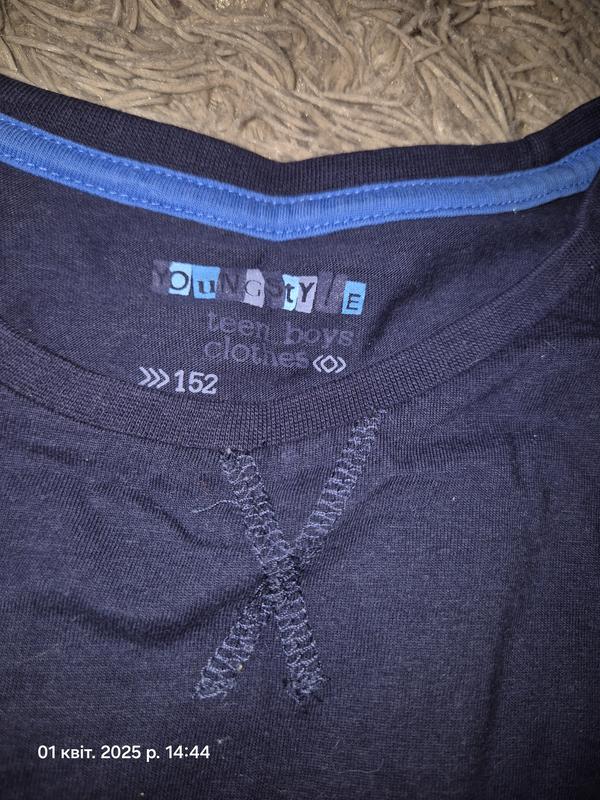 YOuNGStYLE
teen boys
clothes
152
01 квіт. 2025 р. 14:44